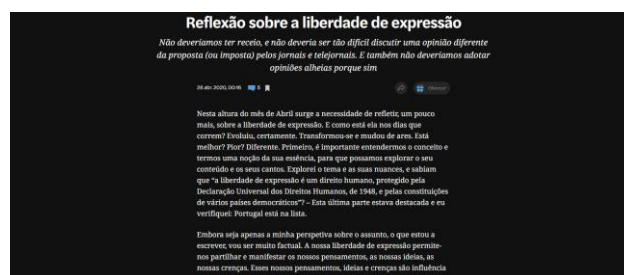 Reflexão sobre a liberdade de expressão
Não deveríamos ter receio, e não deveria ser tão difícil discutir uma opinião diferente
da proposta (ou imposta) pelos jornais e telejornais. E também não deveríamos adotar
opiniões alheias porque sim
28 abr. 2020, 00:16 5
Oferecer
Nesta altura do mês de Abril surge a necessidade de refletir, um pouco
mais, sobre a liberdade de expressão. E como está ela nos dias que
correm? Evoluiu, certamente. Transformou-se e mudou de ares. Está
melhor? Pior? Diferente. Primeiro, é importante entendermos o conceito e
termos uma noção da sua essência, para que possamos explorar o seu
conteúdo e os seus cantos. Explorei o tema e as suas nuances, e sabiam
que “a liberdade de expressão é um direito humano, protegido pela
Declaração Universal dos Direitos Humanos, de 1948, e pelas constituições
de vários países democráticos”? – Esta última parte estava destacada e eu
verifiquei: Portugal está na lista.
Embora seja apenas a minha perspetiva sobre o assunto, o que estou a
escrever, vou ser muito factual. A nossa liberdade de expressão permite-
nos partilhar e manifestar os nossos pensamentos, as nossas ideias, as
nossas crenças. Esses nossos pensamentos, ideias e crenças são influência